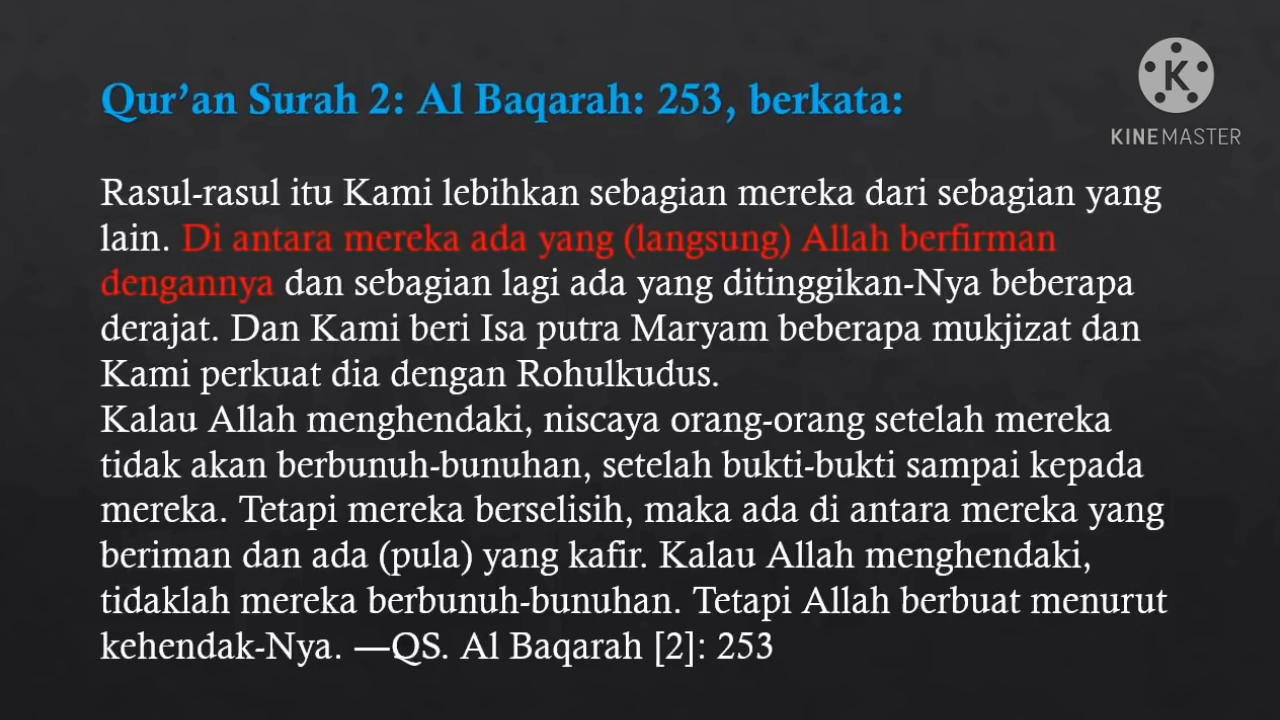 Qur’an Surah 2: Al Baqarah: 253, berkata:
K
KINEMASTER
Rasul-rasul itu Kami lebihkan sebagian mereka dari sebagian yang
lain. Di antara mereka ada yang (langsung) Allah berfirman
dengannya dan sebagian lagi ada yang ditinggikan-Nya beberapa
derajat. Dan Kami beri Isa putra Maryam beberapa mukjizat dan
Kami perkuat dia dengan Rohulkudus.
Kalau Allah menghendaki, niscaya orang-orang setelah mereka
tidak akan berbunuh-bunuhan, setelah bukti-bukti sampai kepada
mereka. Tetapi mereka berselisih, maka ada di antara mereka yang
beriman dan ada (pula) yang kafir. Kalau Allah menghendaki,
tidaklah mereka berbunuh-bunuhan. Tetapi Allah berbuat menurut
kehendak-Nya. —QS. Al Baqarah [2]: 253